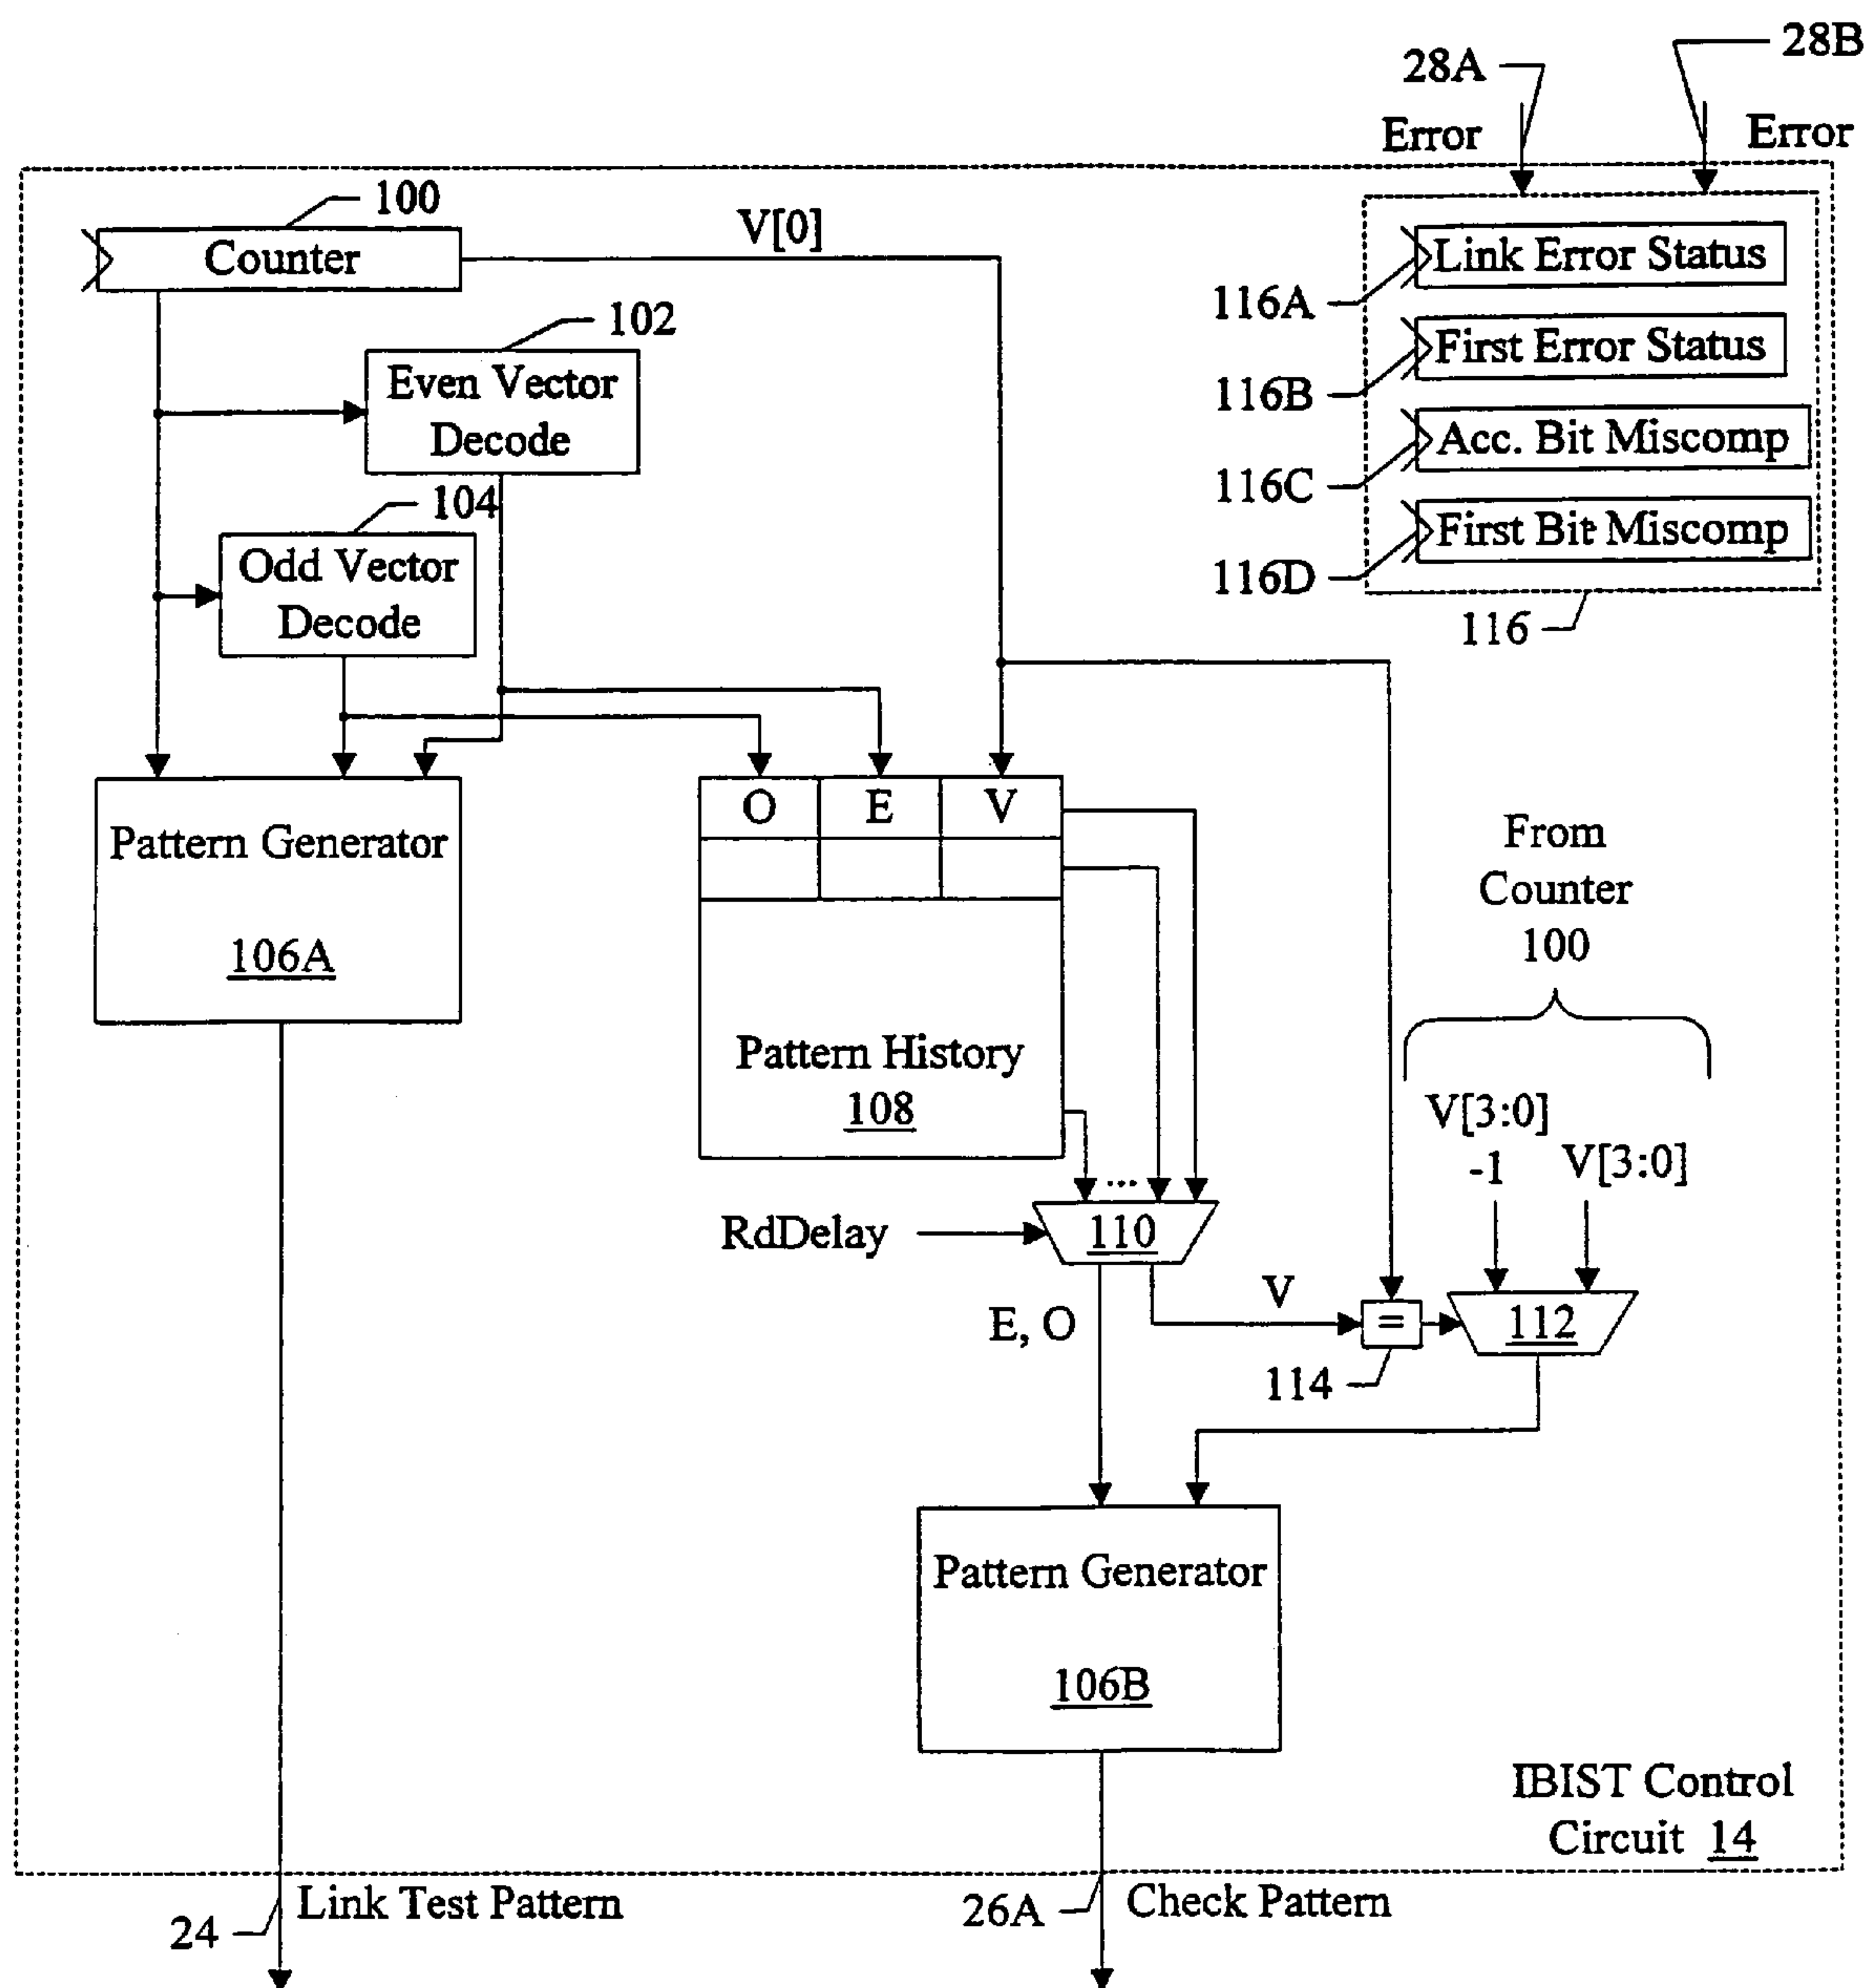 28B
28A
Error
Error
100
Counter
V[0]
Link Error Status
116A
102
First Error Status
116B
Even Vector
Decode
Acc. Bit Miscomp
116C
104
First Bit Miscomp
116D
Odd Vector
Decode
116
O
E
V
Pattern Generator
106A
From
Counter
100
Pattern History
108
V[3:0]
-1
V[3:0]
RdDelay
110
...
E, O
V
=
112
114
Pattern Generator
106B
IBIST Control
Circuit 14
24
Link Test Pattern
26A
Check Pattern